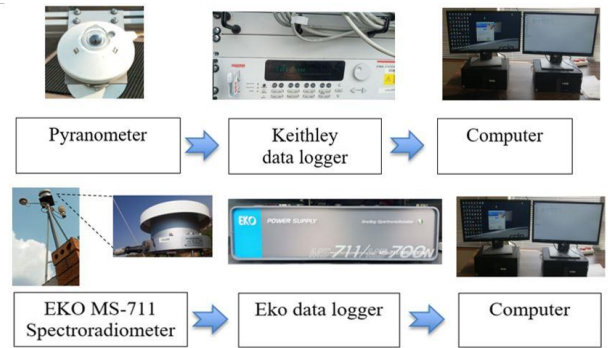 Pyranometer
Keithley
data logger
Computer
EKO
POWER SUPPLY
EKO MS-711
Spectroradiometer
Eko data logger
Computer